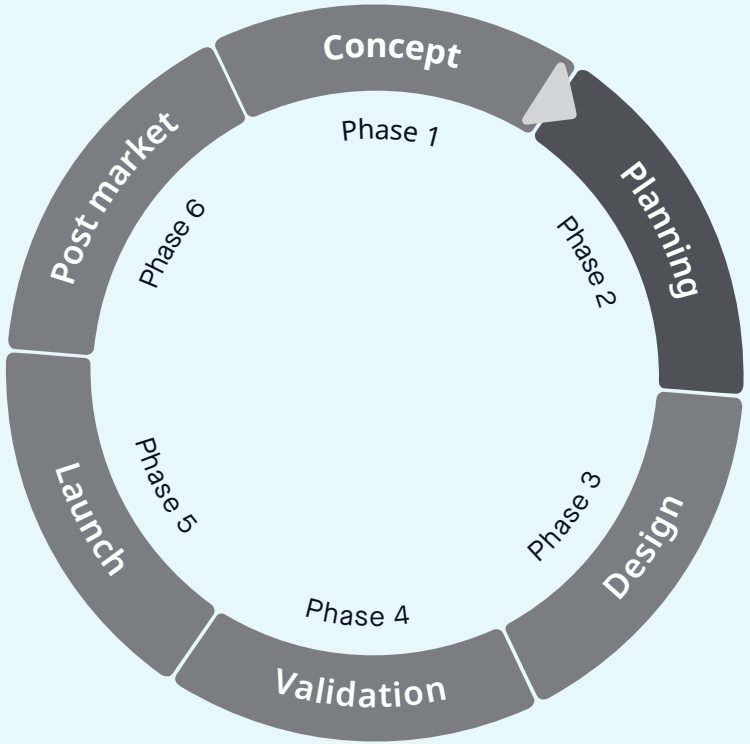 Concept
Phase 1
Planning
Phase 2
Design
Phase 3
Validation
Phase 4
Launch
Phase 5
Post market
Phase 6